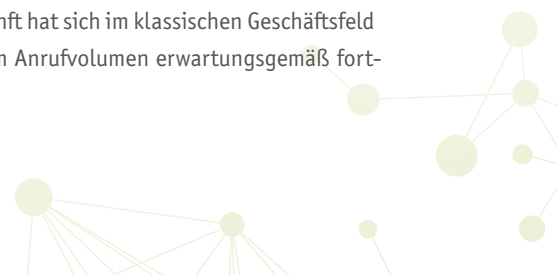 nft hat sich im klassischen Geschäftsfeld
n Anrufvolumen erwartungsgemäß fort-